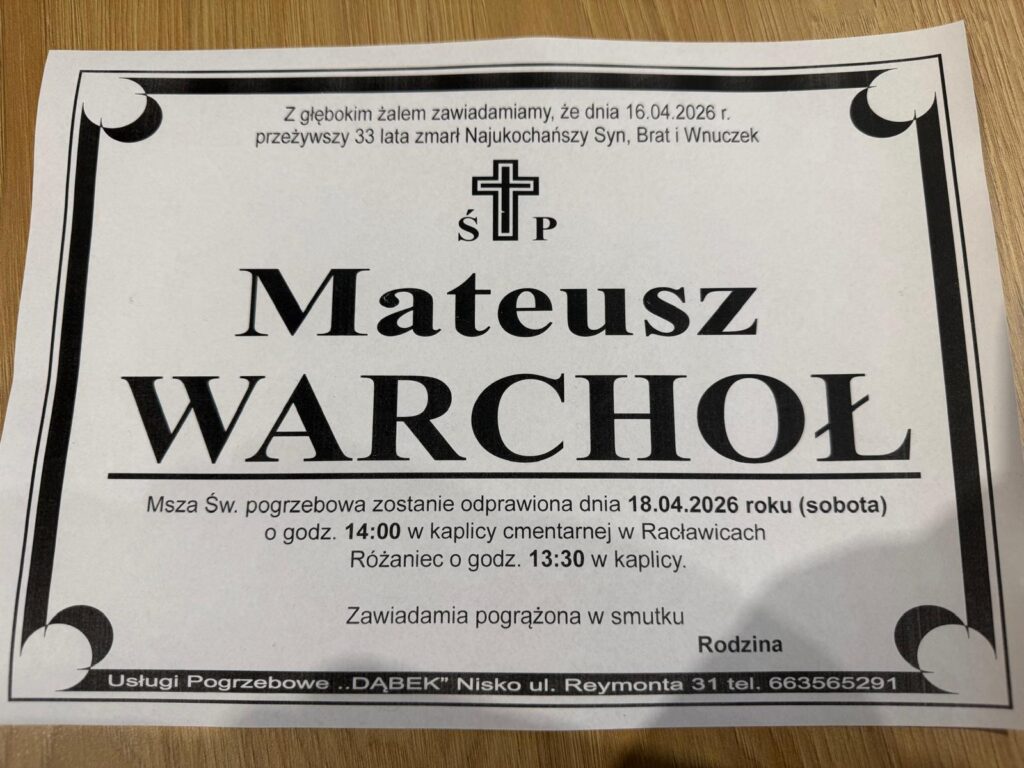 Z głębokim żalem zawiadamiamy, że dnia 16.04.2026 r.
przeżywszy 33 lata zmarł Najukochańszy Syn, Brat i Wnuczek
Ś P
Mateusz
WARCHOŁ
Msza Św. pogrzebowa zostanie odprawiona dnia 18.04.2026 roku (sobota)
o godz. 14:00 w kaplicy cmentarnej w Racławicach
Różaniec o godz. 13:30 w kaplicy.
Zawiadamia pogrążona w smutku
Rodzina
Usługi Pogrzebowe ,,DĄBEK" Nisko ul. Reymonta 31 tel. 663565291